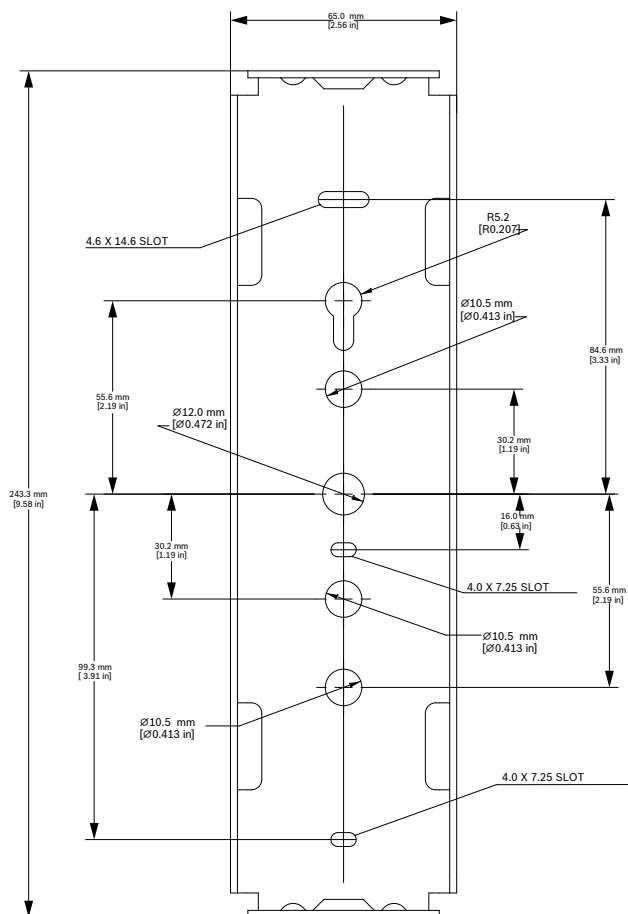 65.0 mm
[2.56 in]
4.6 X 14.6 SLOT
R5.2
[R0.207]
Ø10.5 mm
[Ø0.413 in]
84.6 mm
[3.33 in]
55.6 mm
[2.19 in]
Ø12.0 mm
[Ø0.472 in]
30.2 mm
[1.19 in]
243.3 mm
[9.58 in]
16.0 mm
[0.63 in]
30.2 mm
[1.19 in]
4.0 X 7.25 SLOT
55.6 mm
[2.19 in]
Ø10.5 mm
[Ø0.413 in]
99.3 mm
[ 3.91 in]
Ø10.5 mm
[Ø0.413 in]
4.0 X 7.25 SLOT